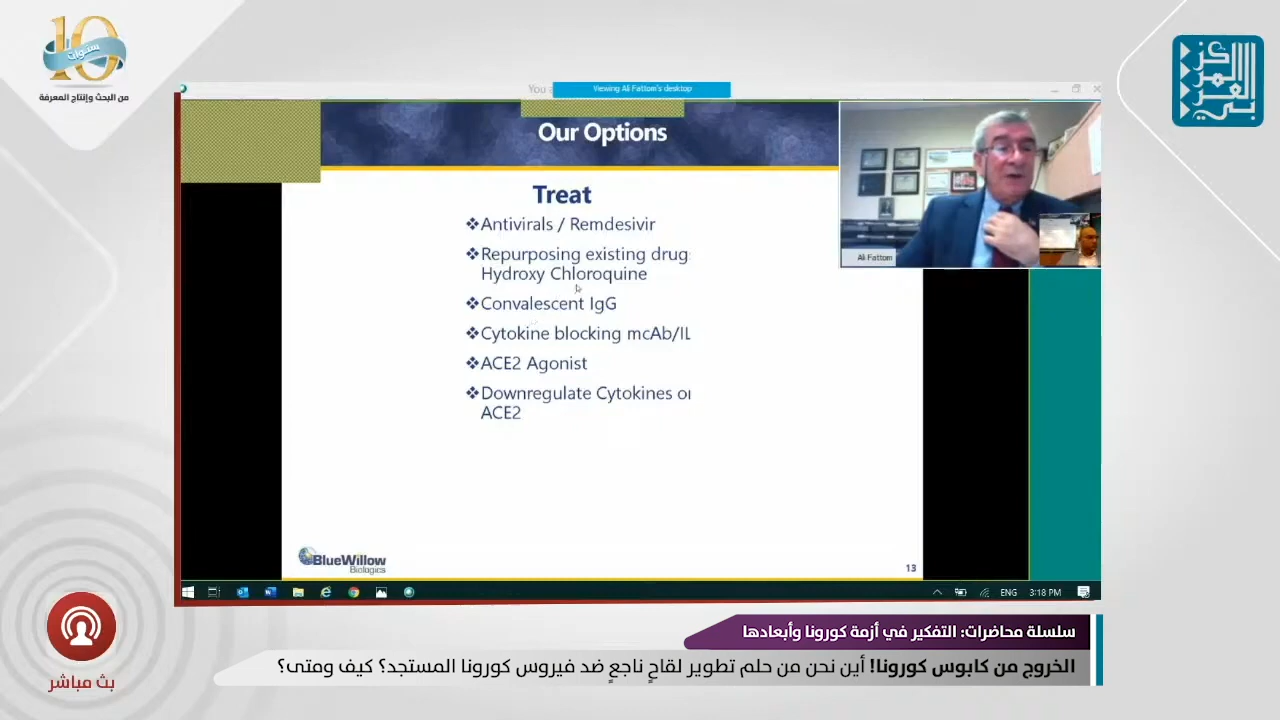 10
سنوات
من البحث وإنتاج المعرفة
المركز العربي
Viewing Ali Fattom's desktop
Our Options
Treat
❖Antivirals / Remdesivir
❖Repurposing existing drug
Hydroxy Chloroquine
❖Convalescent IgG
❖Cytokine blocking mcAb/IL
❖ACE2 Agonist
❖Downregulate Cytokines or
ACE2
Ali Fattom
BlueWillow
Biologics
13
ENG
3:18 PM
سلسلة محاضرات: التفكير في أزمة كورونا وأبعادها
الخروج من كابوس كورونا! أين نحن من حلم تطوير لقاحٍ ناجعٍ ضد فيروس كورونا المستجد؟ كيف ومتى؟
بث مباشر